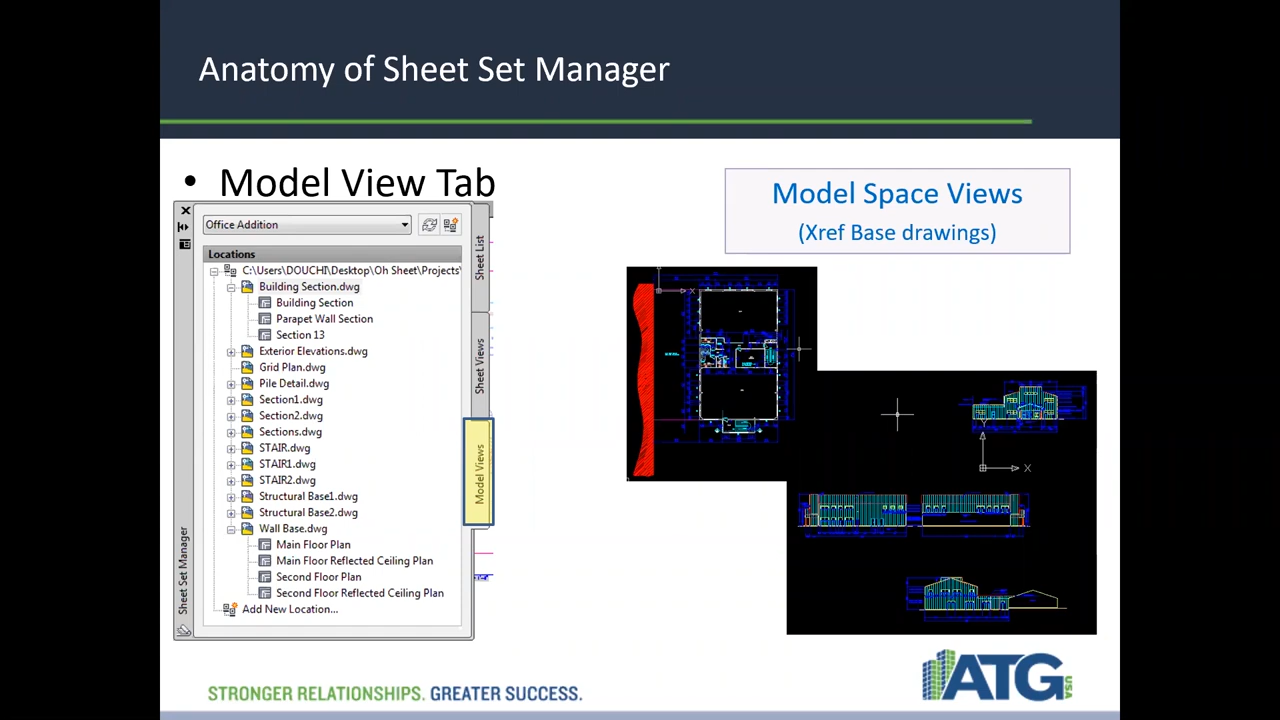 Anatomy of Sheet Set Manager
• Model View Tab
Office Addition
Locations
C:\Users\DOUCHI\Desktop\Oh Sheet\Projects\
Building Section.dwg
Building Section
Parapet Wall Section
Section 13
Exterior Elevations.dwg
Grid Plan.dwg
Pile Detail.dwg
Section1.dwg
Section2.dwg
Sections.dwg
STAIR.dwg
STAIR1.dwg
STAIR2.dwg
Structural Base1.dwg
Structural Base2.dwg
Wall Base.dwg
Main Floor Plan
Main Floor Reflected Ceiling Plan
Second Floor Plan
Second Floor Reflected Ceiling Plan
Add New Location...
Sheet List
Sheet Views
Model Views
Sheet Set Manager
Model Space Views
(Xref Base drawings)
X
X
STRONGER RELATIONSHIPS. GREATER SUCCESS.
ATG USA